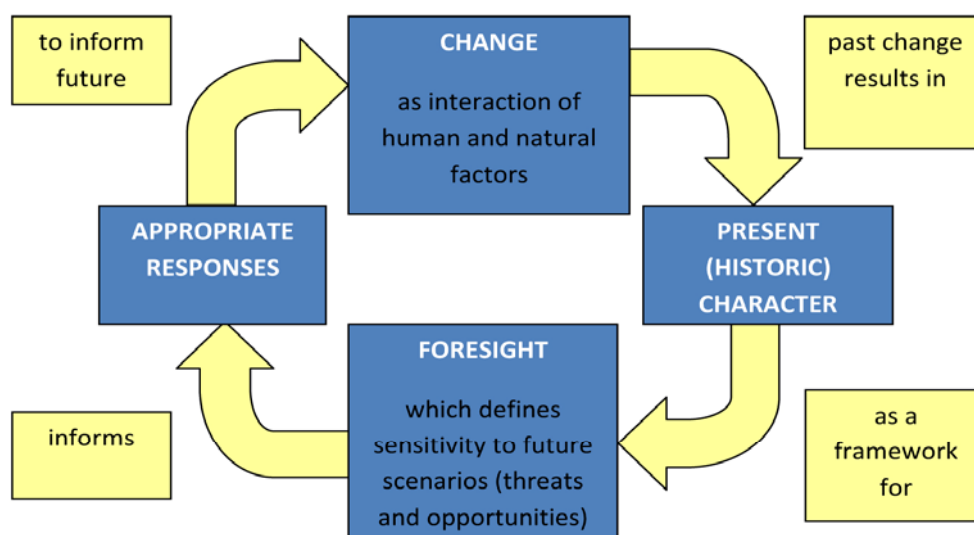 to inform
future
CHANGE
as interaction of
human and natural
factors
past change
results in
APPROPRIATE
RESPONSES
PRESENT
(HISTORIC)
CHARACTER
FORESIGHT
which defines
sensitivity to future
scenarios (threats
and opportunities)
informs
as a
framework
for